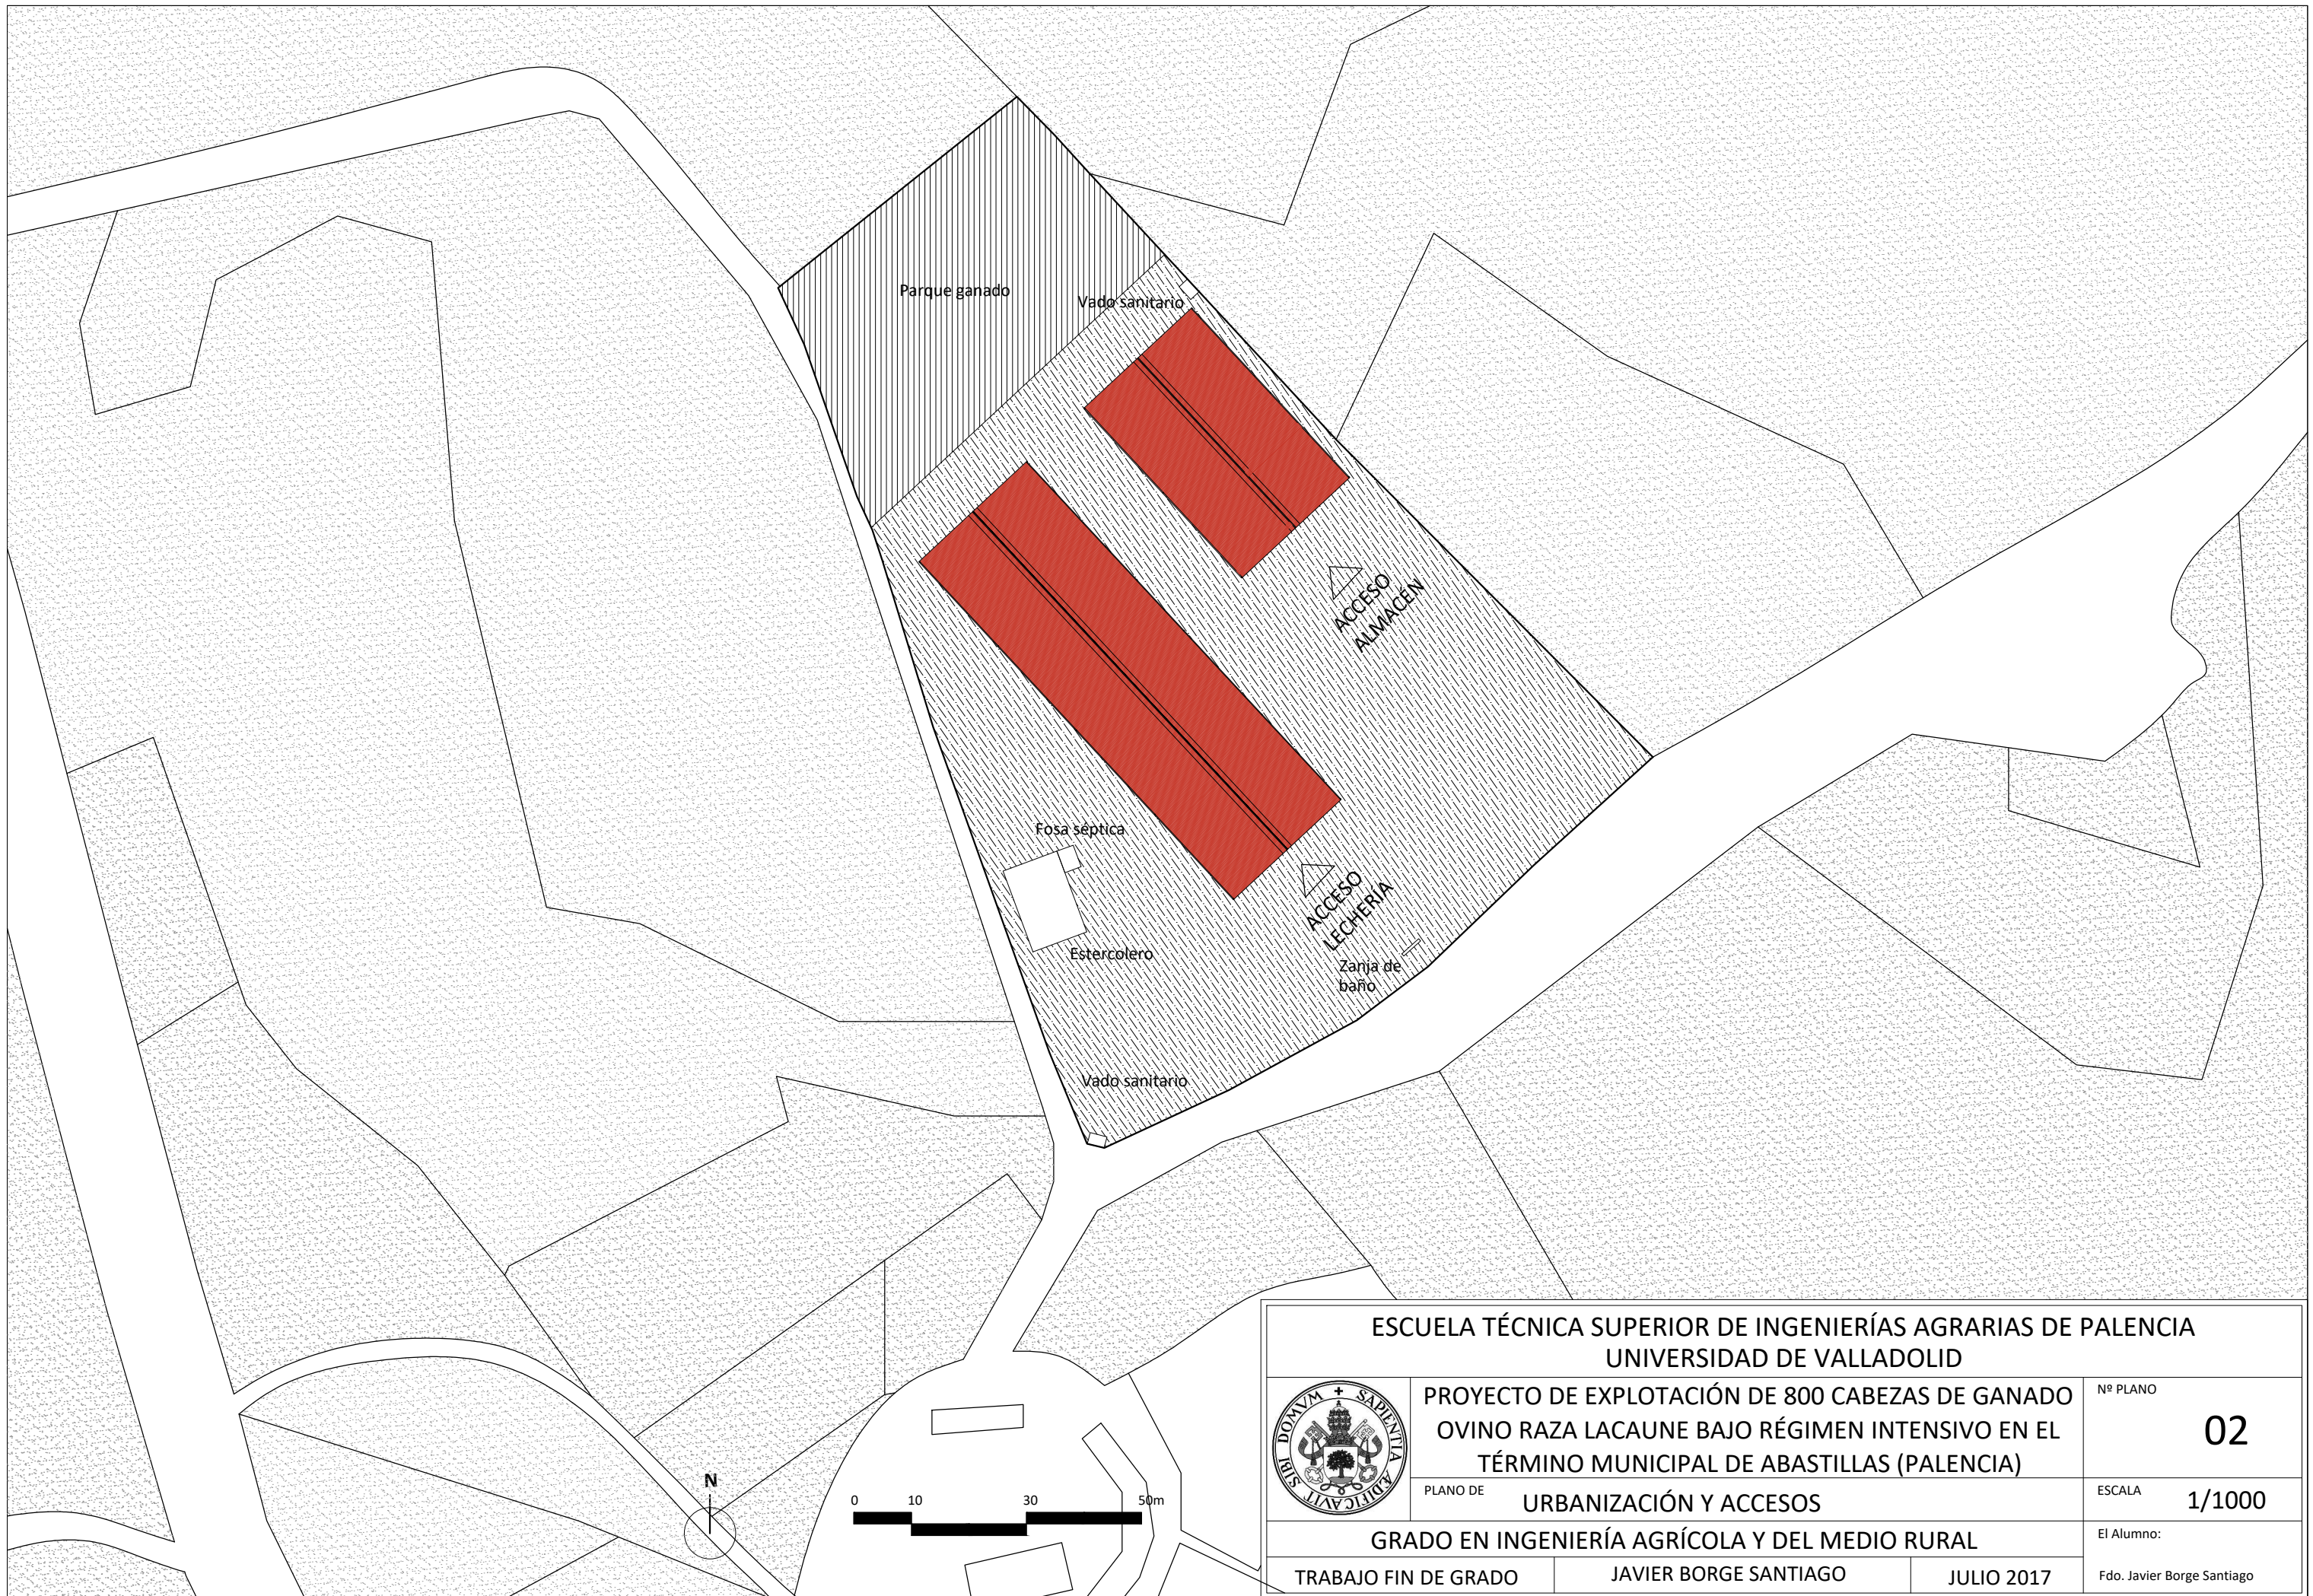 Parque ganado
Vado sanitario
ACCESO
ALMACÉN
Fosa séptica
ACCESO
LECHERÍA
Estercolero
Zanja de
baño
Vado sanitario
N
0 10 30 50m
ESCUELA TÉCNICA SUPERIOR DE INGENIERÍAS AGRARIAS DE PALENCIA
UNIVERSIDAD DE VALLADOLID
SIBI DOMVM + SAPIENTIA ÆDIFICAVIT
PROYECTO DE EXPLOTACIÓN DE 800 CABEZAS DE GANADO
OVINO RAZA LACAUNE BAJO RÉGIMEN INTENSIVO EN EL
TÉRMINO MUNICIPAL DE ABASTILLAS (PALENCIA)
Nº PLANO
02
PLANO DE
URBANIZACIÓN Y ACCESOS
ESCALA
1/1000
GRADO EN INGENIERÍA AGRÍCOLA Y DEL MEDIO RURAL
El Alumno:
TRABAJO FIN DE GRADO
JAVIER BORGE SANTIAGO
JULIO 2017
Fdo. Javier Borge Santiago